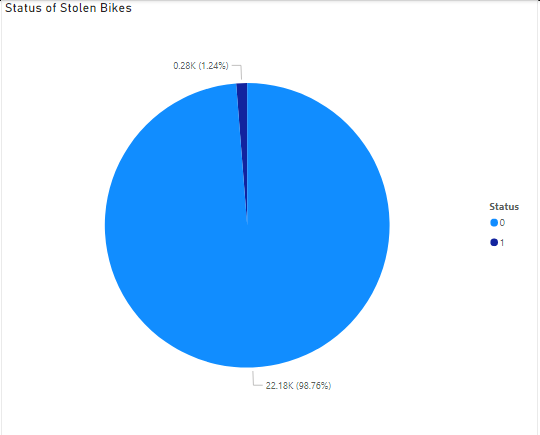 Status of Stolen Bikes
0.28K (1.24%)
Status
0
1
22.18K (98.76%)